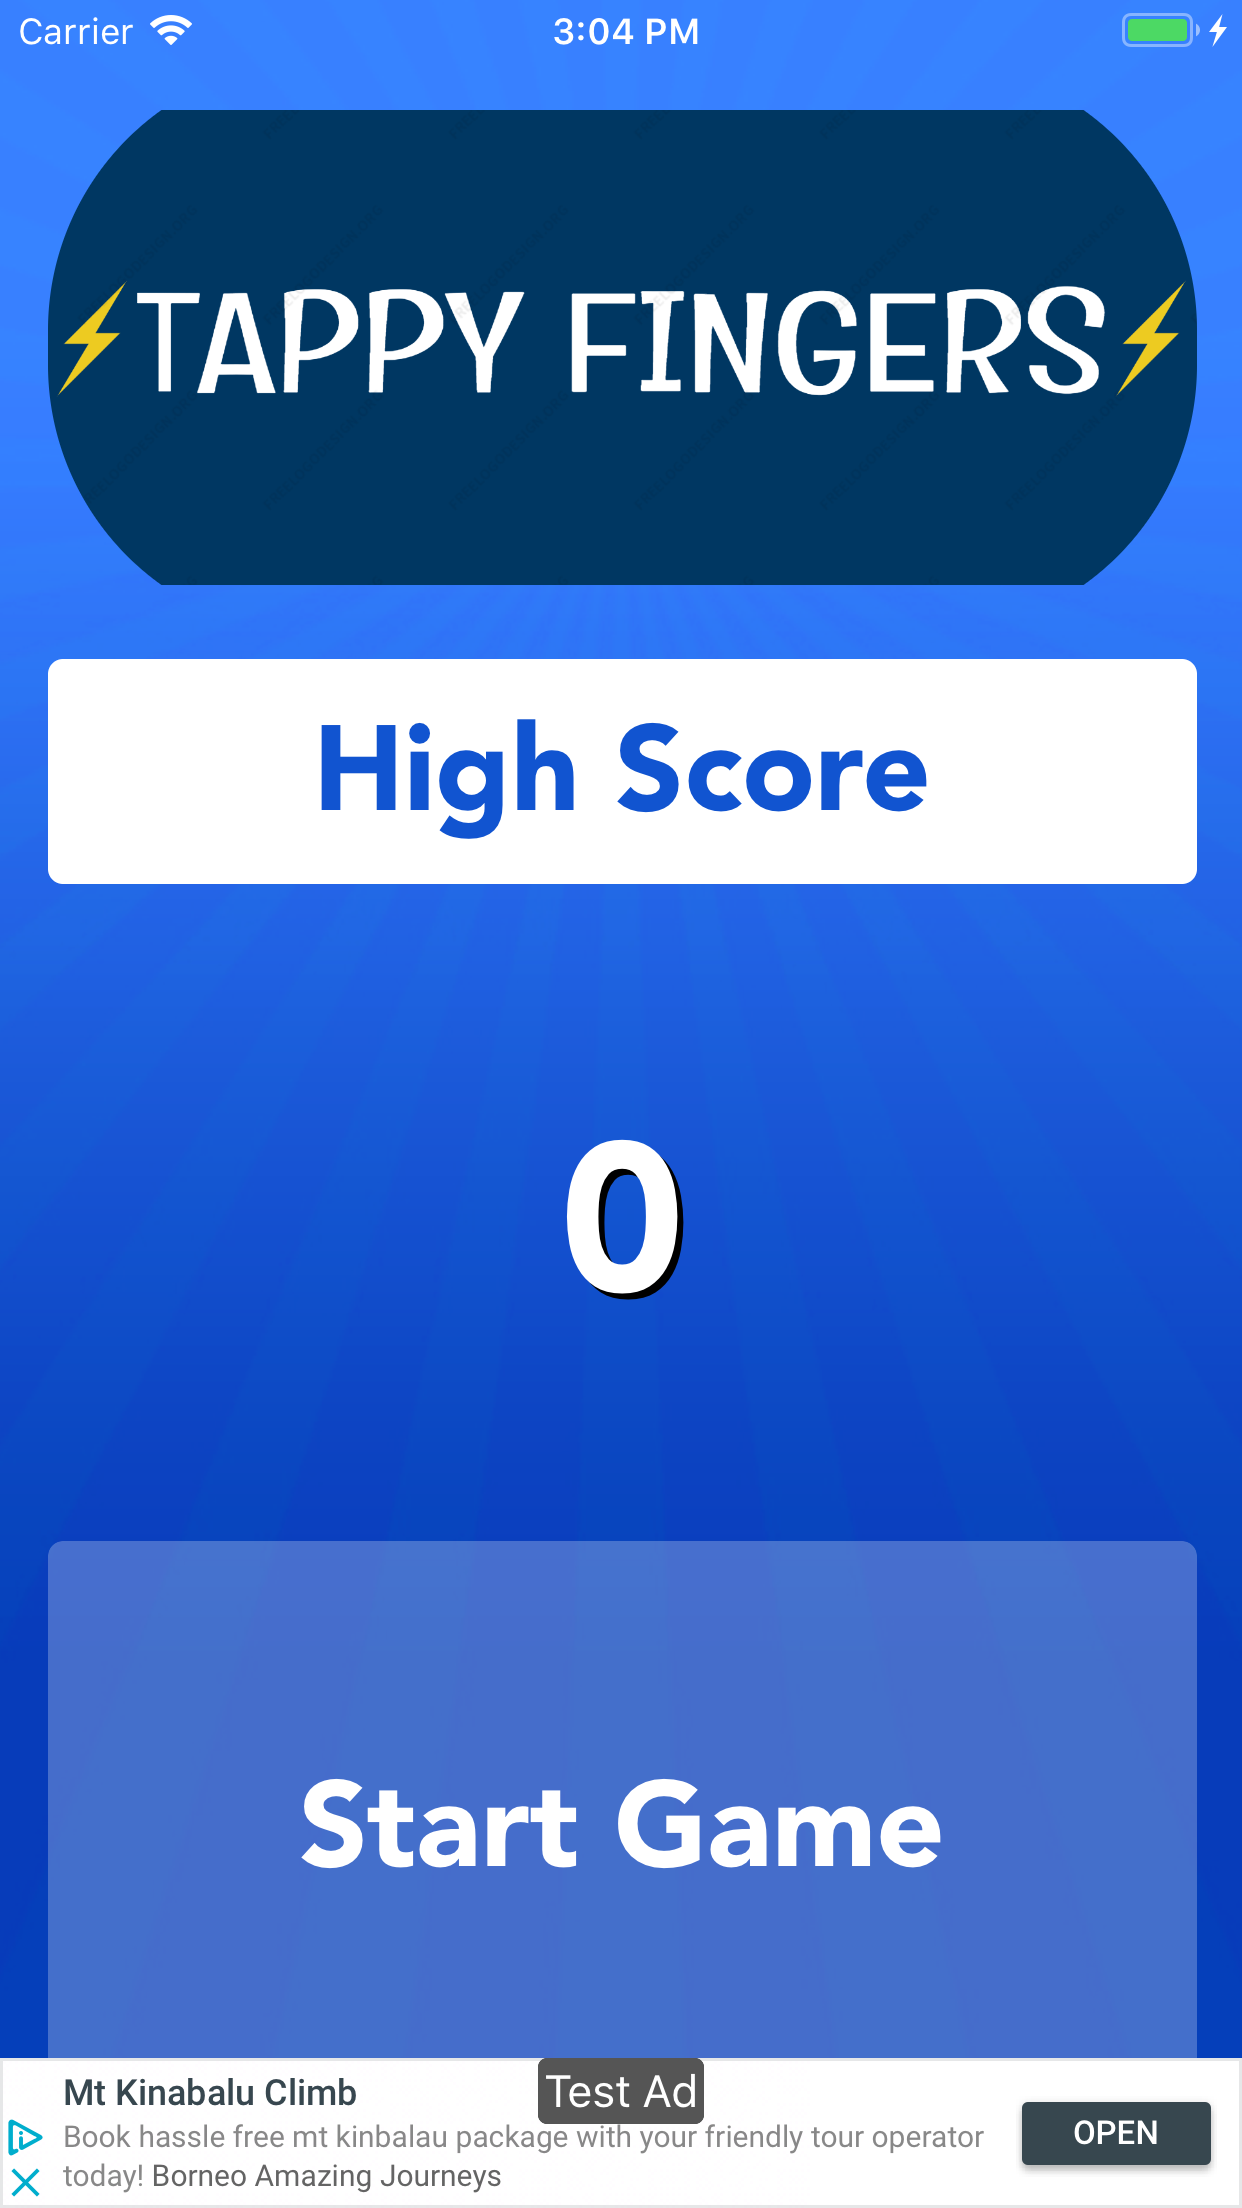 Carrier
3:04 PM
TAPPY FINGERS
High Score
0
Start Game
Test Ad
Mt Kinabalu Climb
Book hassle free mt kinbalau package with your friendly tour operator
today! Borneo Amazing Journeys
OPEN